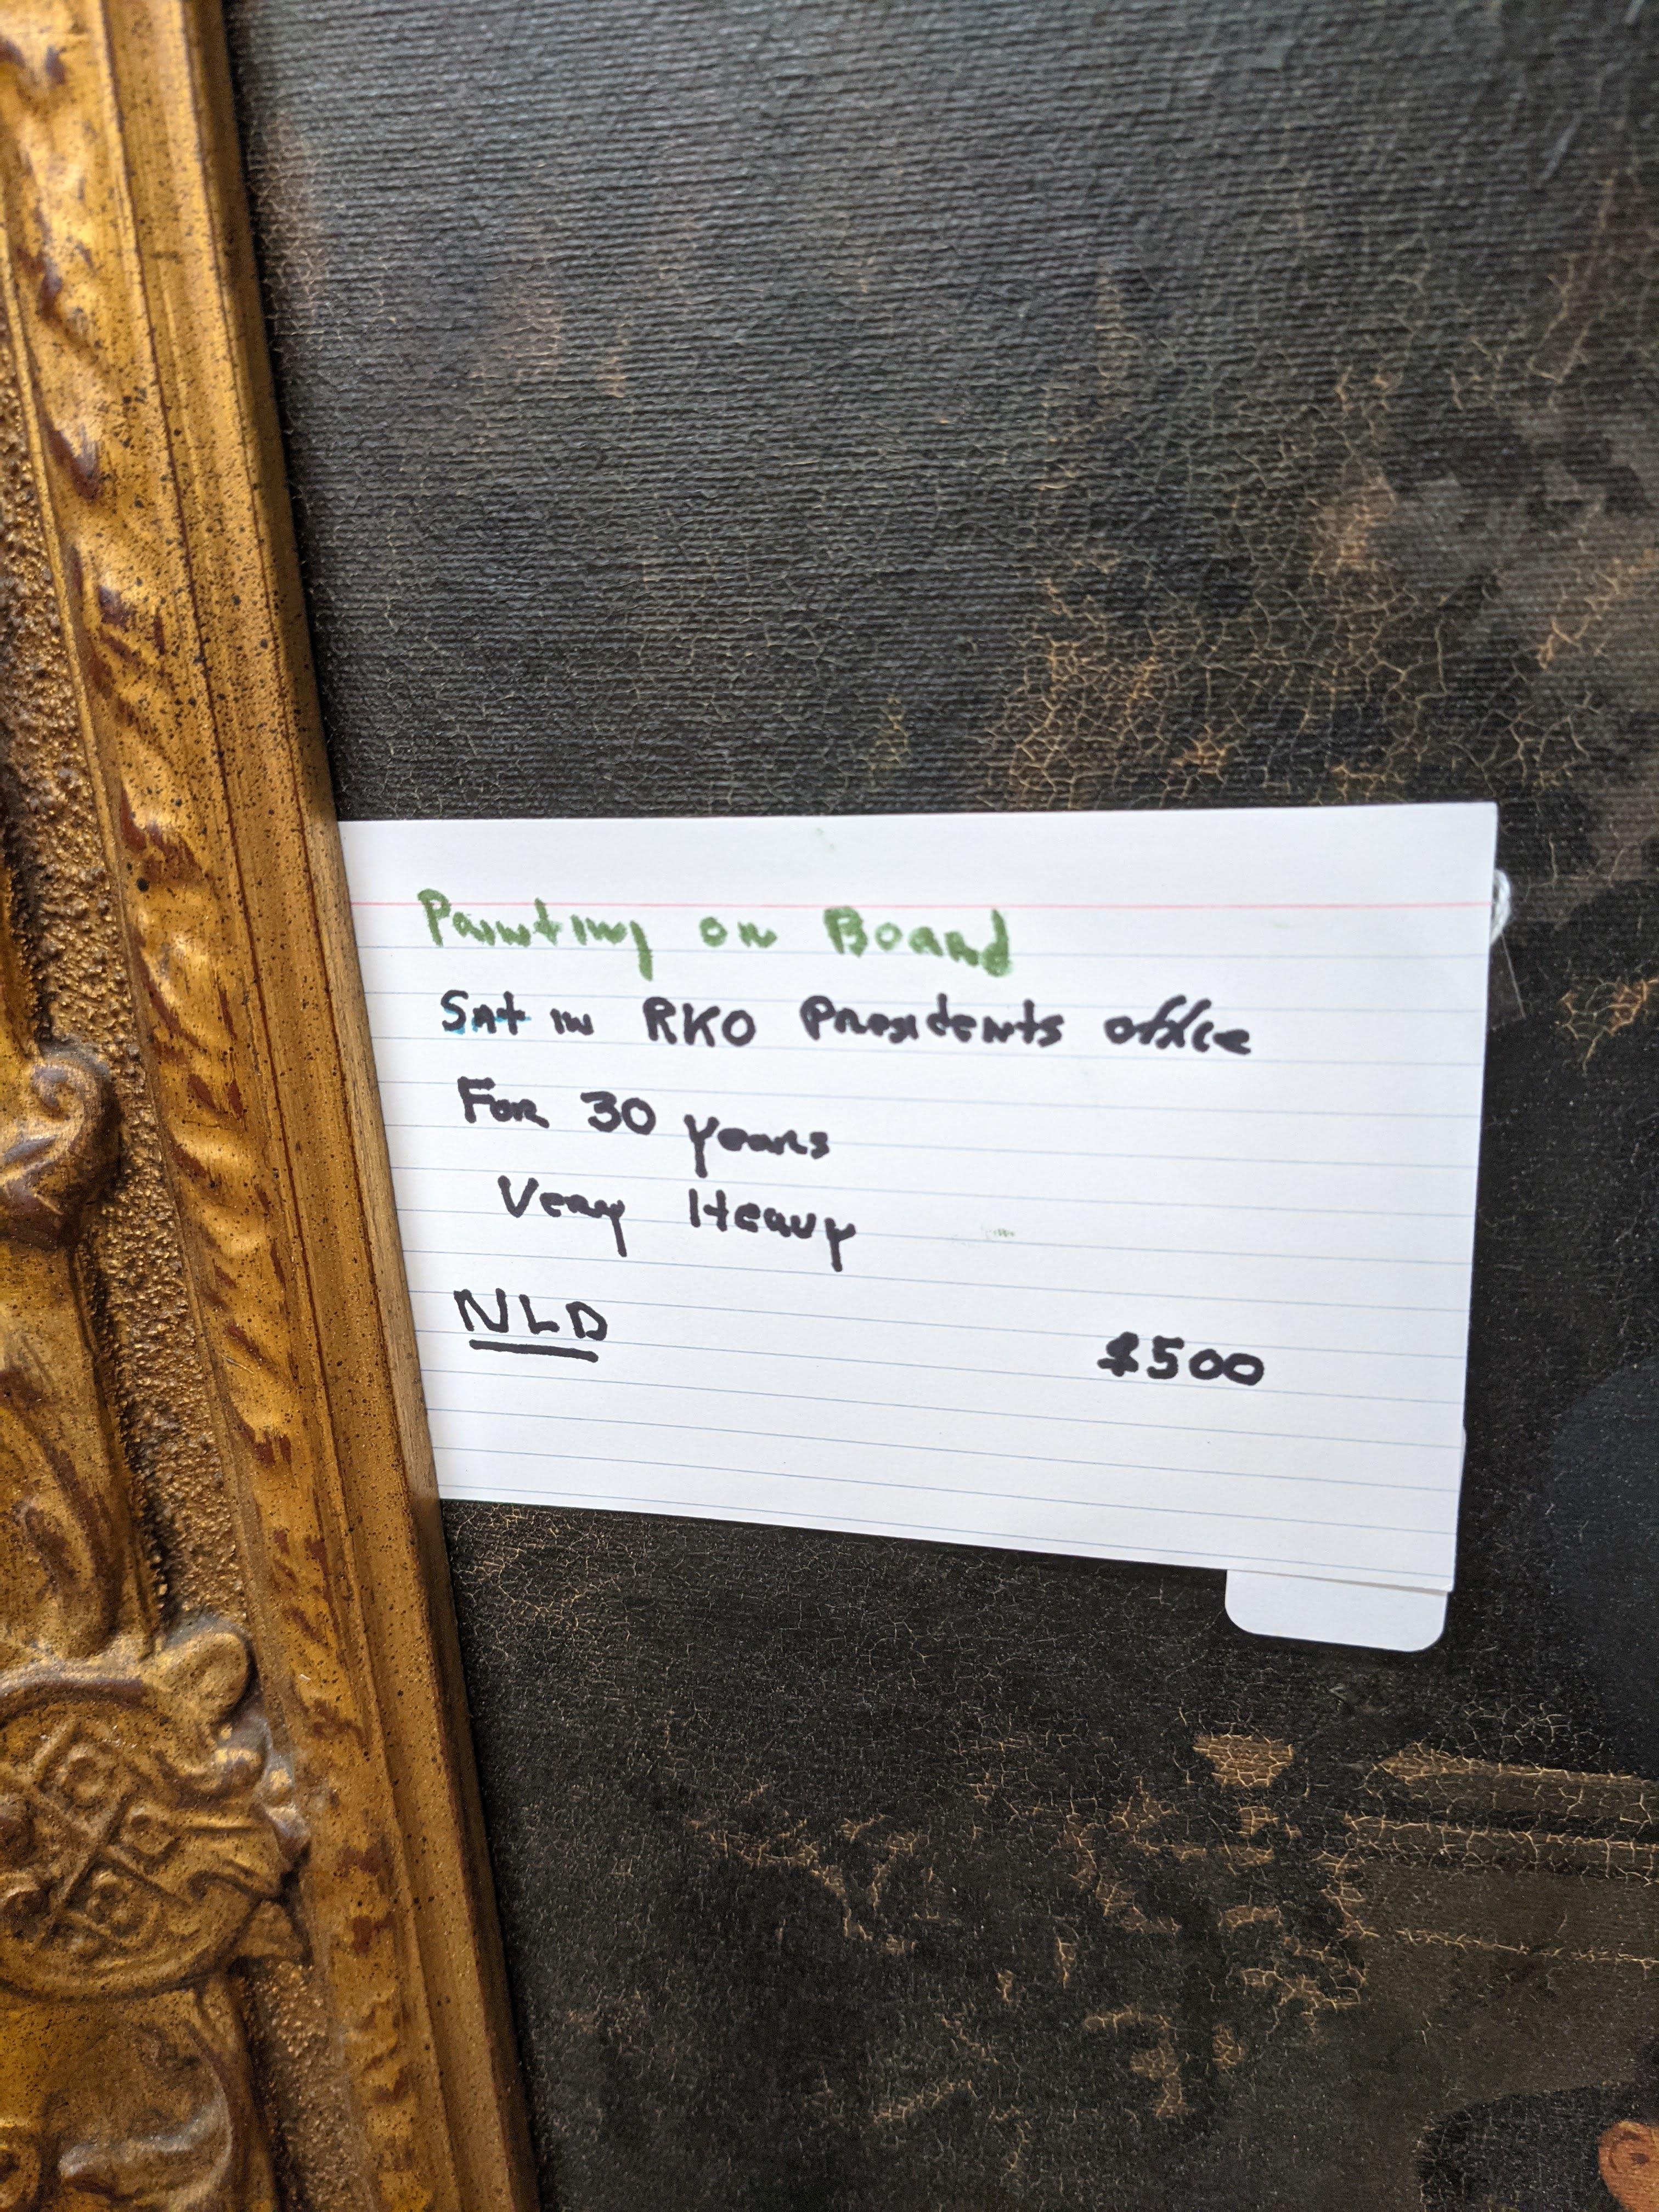 Painting on Board
Sat in RKO Presidents office
For 30 years
Very Heavy
NLD
$500